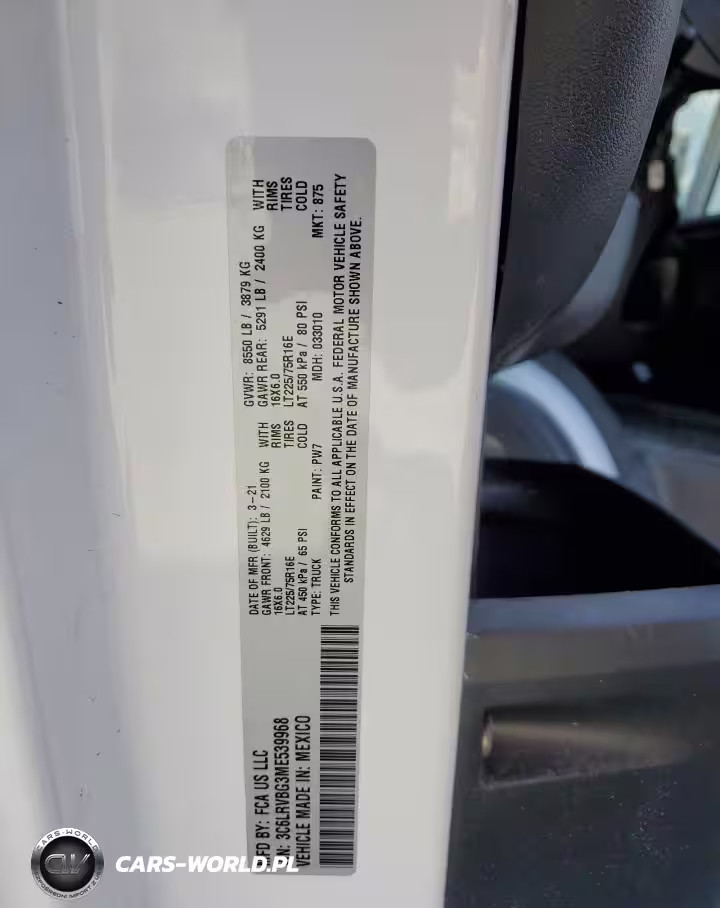 MFD BY: FCA US LLC
VIN: 3C6LRVBG3ME539968
VEHICLE MADE IN: MEXICO
DATE OF MFR (BUILT): 3-21
GAWR FRONT: 4629 LB / 2100 KG WITH
16X6.0 RIMS
LT225/75R16E TIRES
AT 450 kPa / 65 PSI COLD
TYPE: TRUCK PAINT: PW7
GVWR: 8550 LB / 3879 KG
GAWR REAR: 5291 LB / 2400 KG WITH
16X6.0 RIMS
LT225/75R16E TIRES
AT 550 kPa / 80 PSI COLD
MDH: 033010 MKT: 875
THIS VEHICLE CONFORMS TO ALL APPLICABLE U.S.A. FEDERAL MOTOR VEHICLE SAFETY
STANDARDS IN EFFECT ON THE DATE OF MANUFACTURE SHOWN ABOVE.
CARS-WORLD
CW
CARS-WORLD.PL